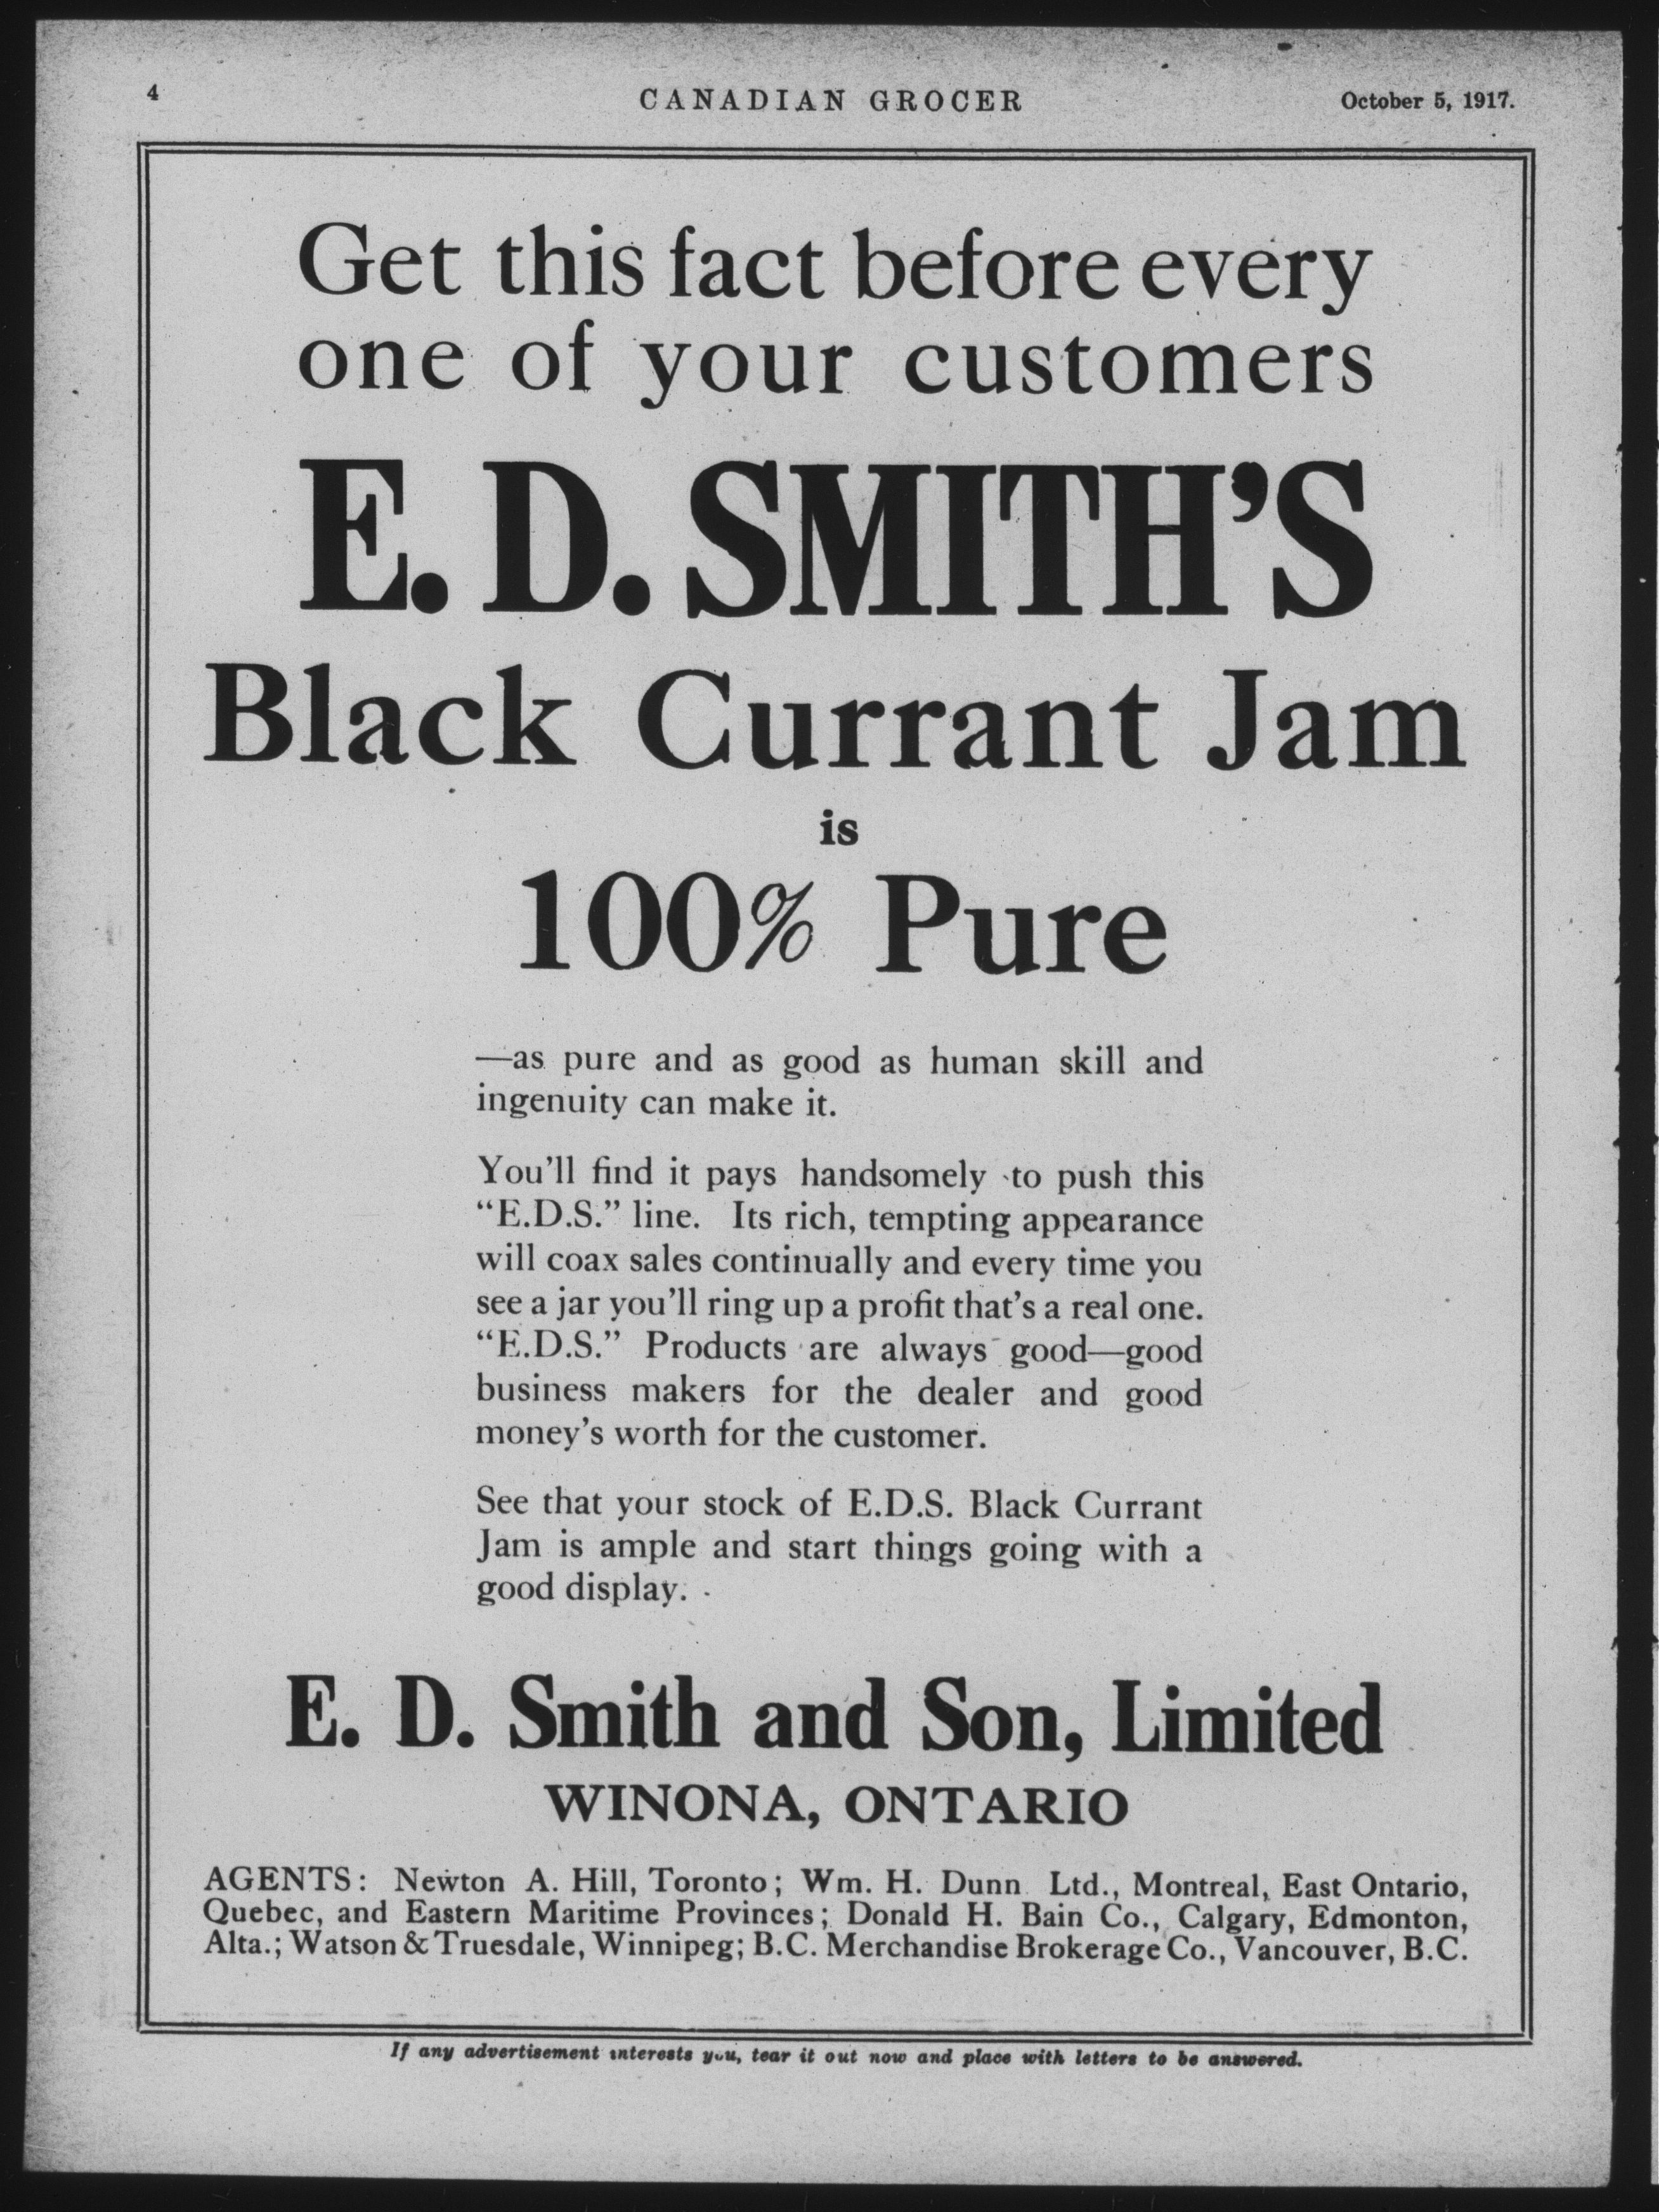 4
CANADIAN GROCER
October 5, 1917.
Get this fact before every
one of your customers
E. D. SMITH'S
Black Currant Jam
is
100% Pure
—as pure and as good as human skill and
ingenuity can make it.
You'll find it pays handsomely to push this
“E.D.S.” line. Its rich, tempting appearance
will coax sales continually and every time you
see a jar you'll ring up a profit that's a real one.
“E.D.S.” Products are always good—good
business makers for the dealer and good
money's worth for the customer.
See that your stock of E.D.S. Black Currant
Jam is ample and start things going with a
good display.
E. D. Smith and Son, Limited
WINONA, ONTARIO
AGENTS: Newton A. Hill, Toronto; Wm. H. Dunn Ltd., Montreal, East Ontario,
Quebec, and Eastern Maritime Provinces; Donald H. Bain Co., Calgary, Edmonton,
Alta.; Watson & Truesdale, Winnipeg; B.C. Merchandise Brokerage Co., Vancouver, B.C.
If any advertisement interests you, tear it out now and place with letters to be answered.